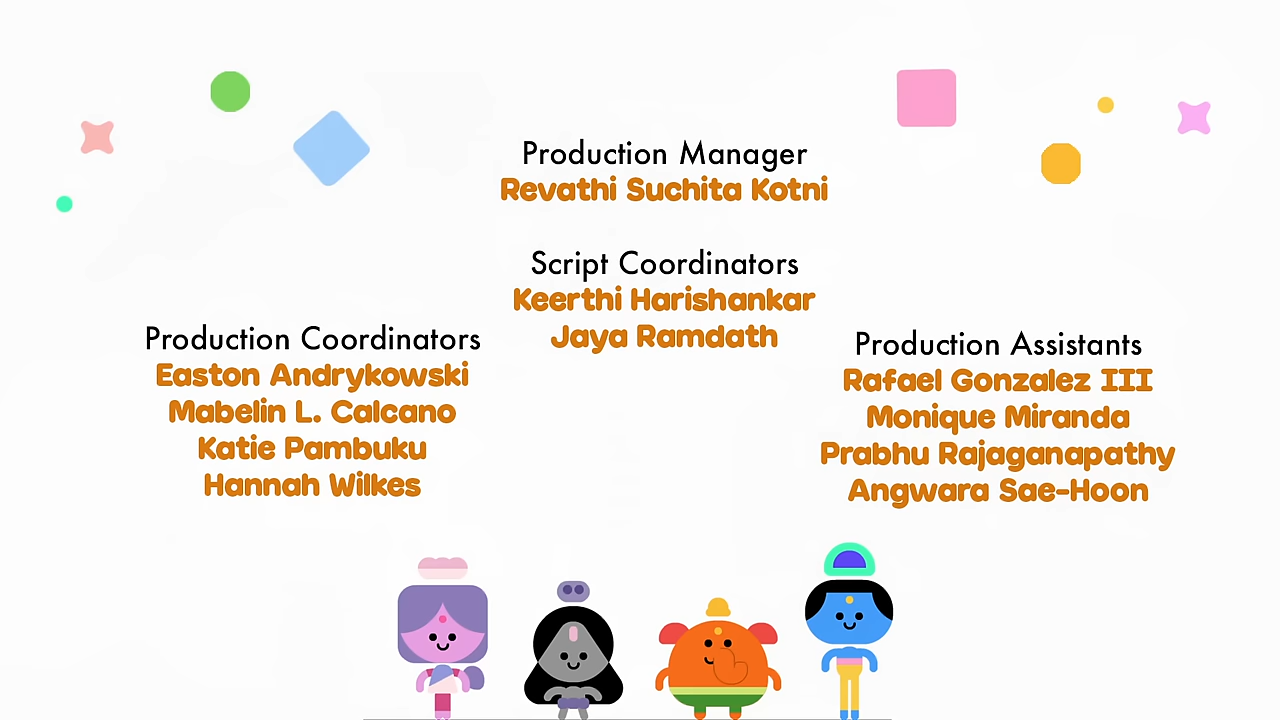 Production Manager
Revathi Suchita Kotni
Script Coordinators
Keerthi Harishankar
Jaya Ramdath
Production Coordinators
Easton Andrykowski
Mabelin L. Calcano
Katie Pambuku
Hannah Wilkes
Production Assistants
Rafael Gonzalez III
Monique Miranda
Prabhu Rajaganapathy
Angwara Sae-Hoon